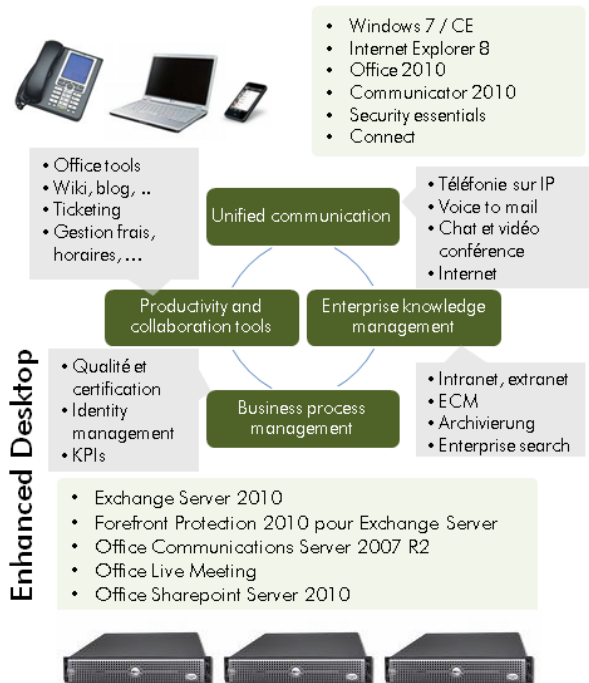 • Windows 7 / CE
• Internet Explorer 8
• Office 2010
• Communicator 2010
• Security essentials
• Connect
• Office tools
• Wiki, blog, ..
• Ticketing
• Gestion frais,
horaires, ...
Unified communication
• Téléfonie sur IP
• Voice to mail
• Chat et vidéo
conférence
• Internet
Productivity and
collaboration tools
Enterprise knowledge
management
Enhanced Desktop
• Qualité et
certification
• Identity
management
• KPIs
Business process
management
• Intranet, extranet
• ECM
• Archivierung
• Enterprise search
• Exchange Server 2010
• Forefront Protection 2010 pour Exchange Server
• Office Communications Server 2007 R2
• Office Live Meeting
• Office Sharepoint Server 2010